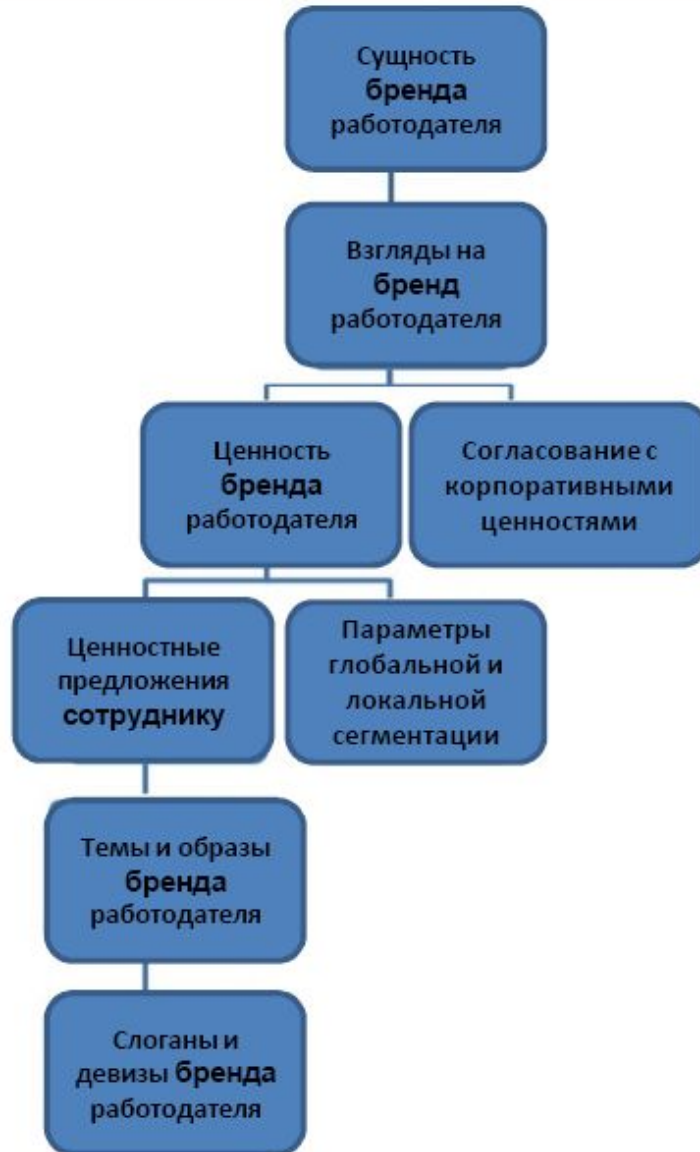 Сущность
бренда
работодателя
Взгляды на
бренд
работодателя
Ценность
бренда
работодателя
Согласование с
корпоративными
ценностями
Ценностные
предложения
сотруднику
Параметры
глобальной и
локальной
сегментации
Темы и образы
бренда
работодателя
Слоганы и
девизы бренда
работодателя